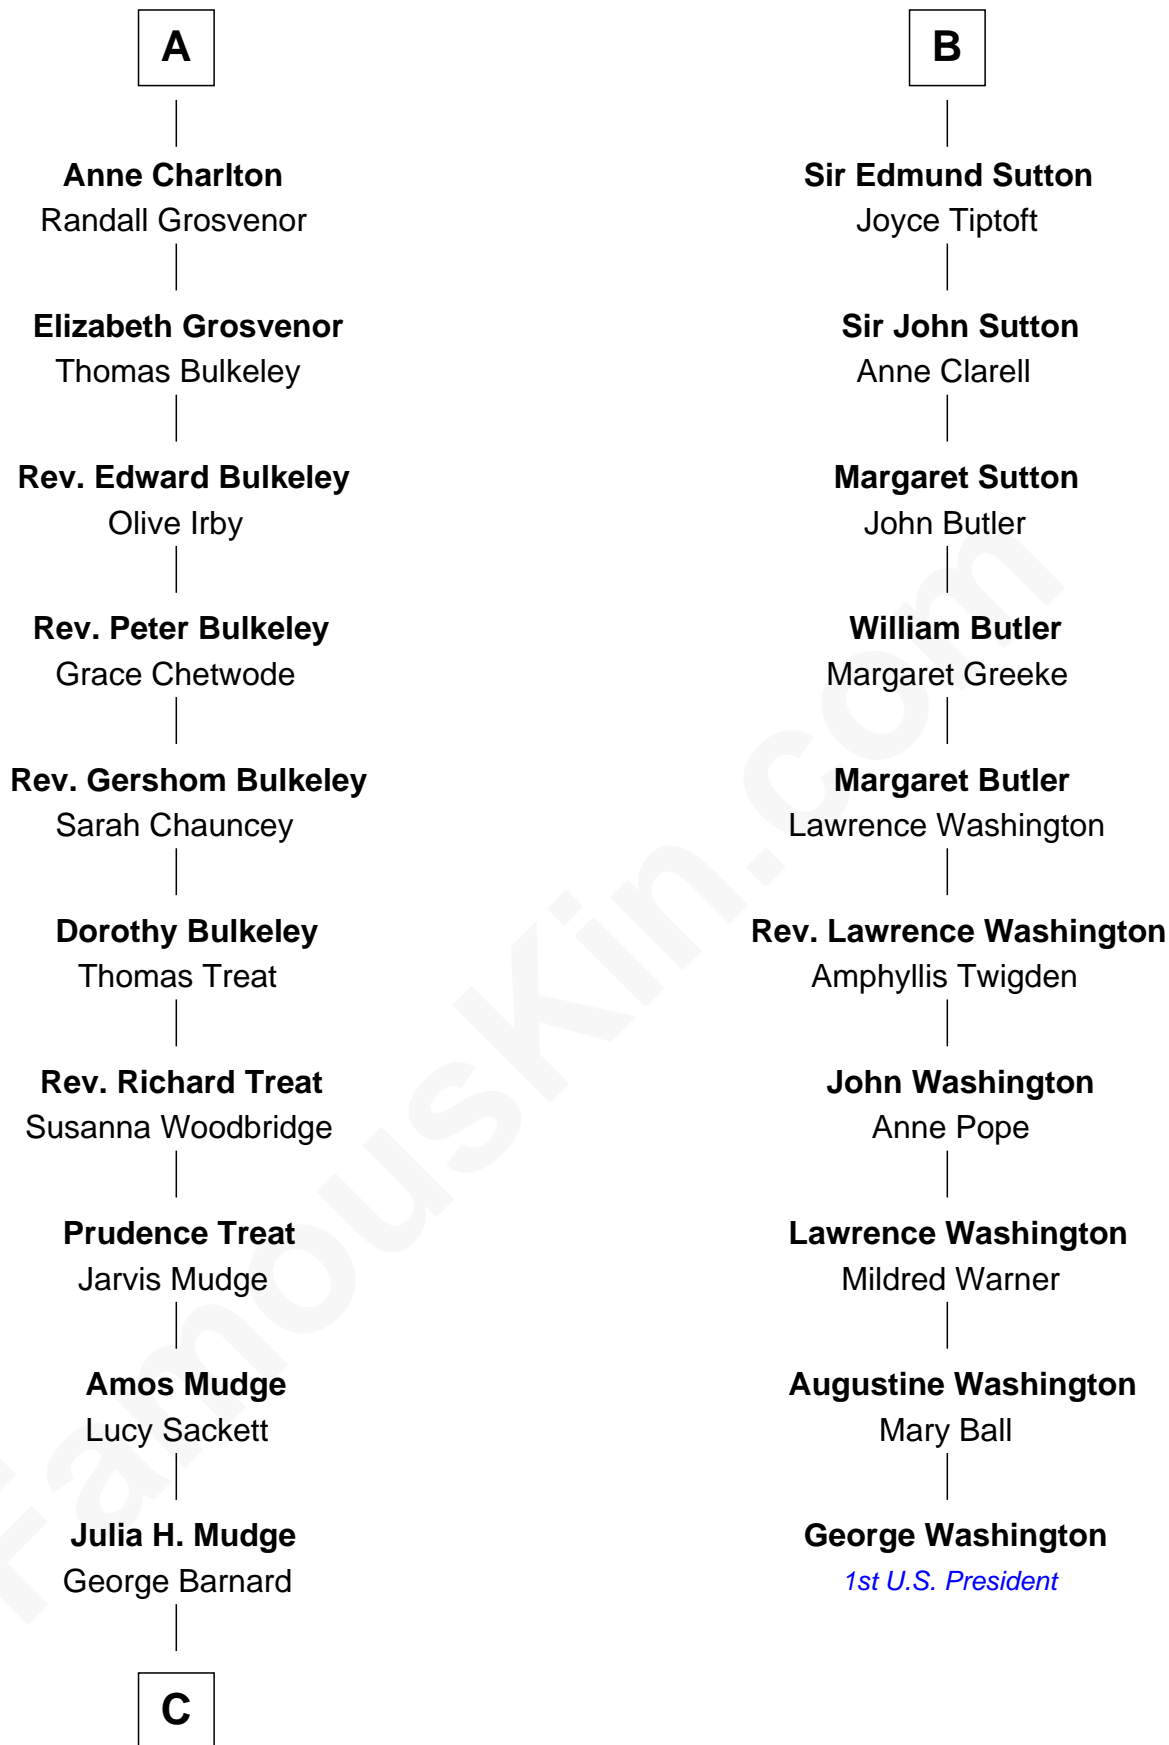 A
Anne Charlton
Randall Grosvenor
Elizabeth Grosvenor
Thomas Bulkeley
Rev. Edward Bulkeley
Olive Irby
Rev. Peter Bulkeley
Grace Chetwode
Rev. Gershom Bulkeley
Sarah Chauncey
Dorothy Bulkeley
Thomas Treat
Rev. Richard Treat
Susanna Woodbridge
Prudence Treat
Jarvis Mudge
Amos Mudge
Lucy Sackett
Julia H. Mudge
George Barnard
C
B
Sir Edmund Sutton
Joyce Tiptoft
Sir John Sutton
Anne Clarell
Margaret Sutton
John Butler
William Butler
Margaret Greeke
Margaret Butler
Lawrence Washington
Rev. Lawrence Washington
Amphyllis Twigden
John Washington
Anne Pope
Lawrence Washington
Mildred Warner
Augustine Washington
Mary Ball
George Washington
1st U.S. President
FamousKin.com